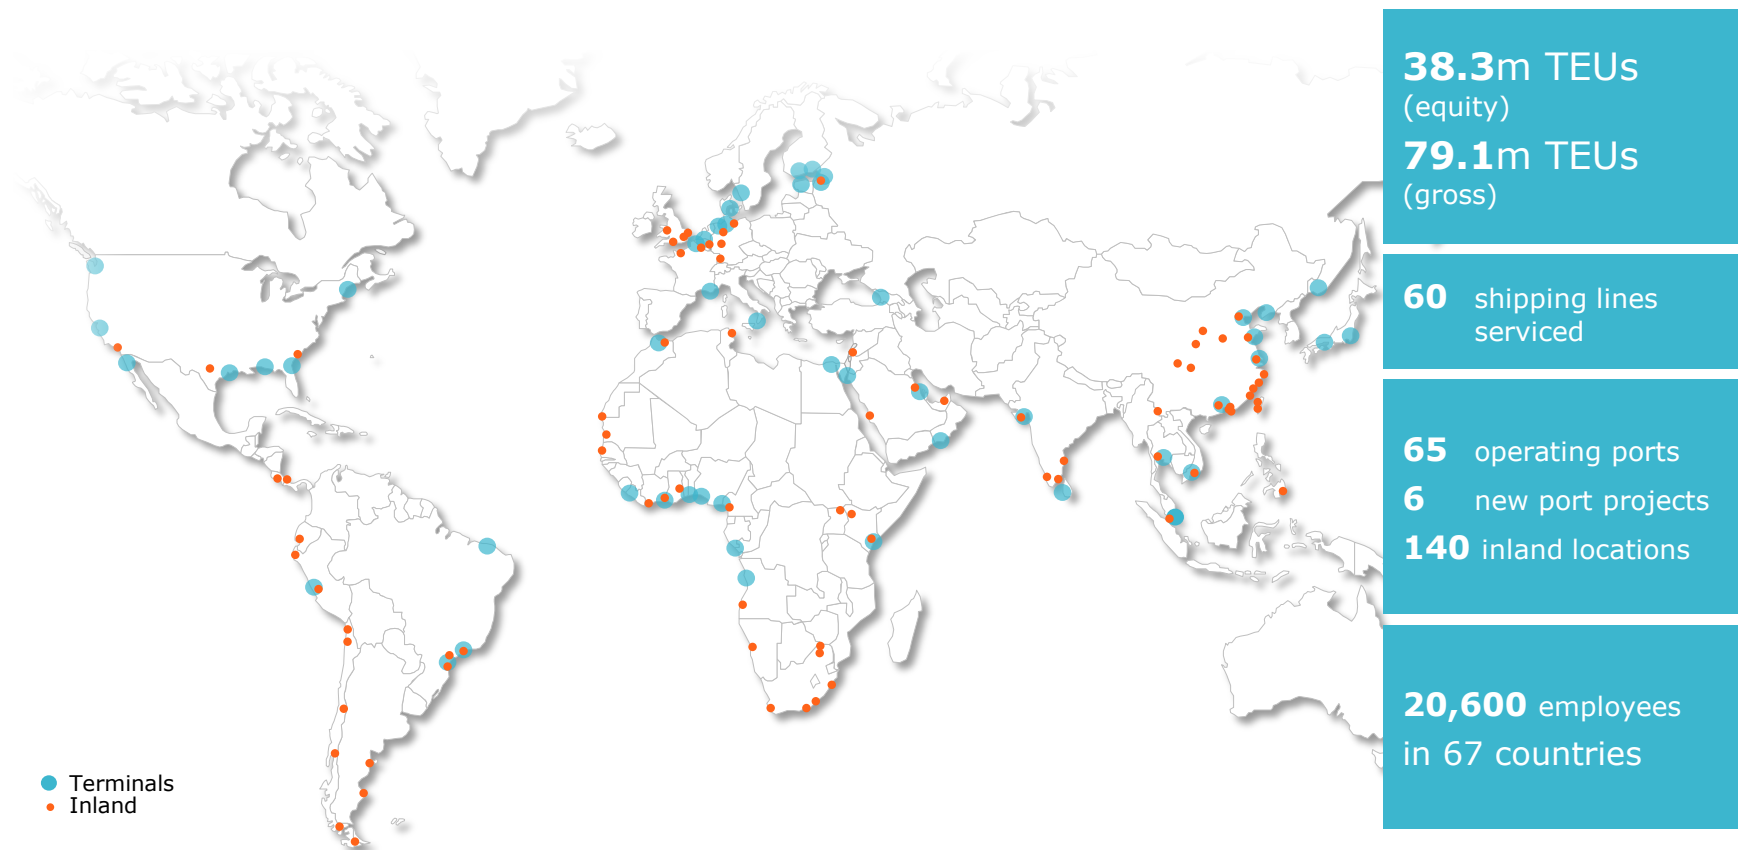 38.3m TEUs
(equity)
79.1m TEUs
(gross)
60 shipping lines
serviced
65 operating ports
6 new port projects
140 inland locations
20,600 employees
in 67 countries
Terminals
Inland